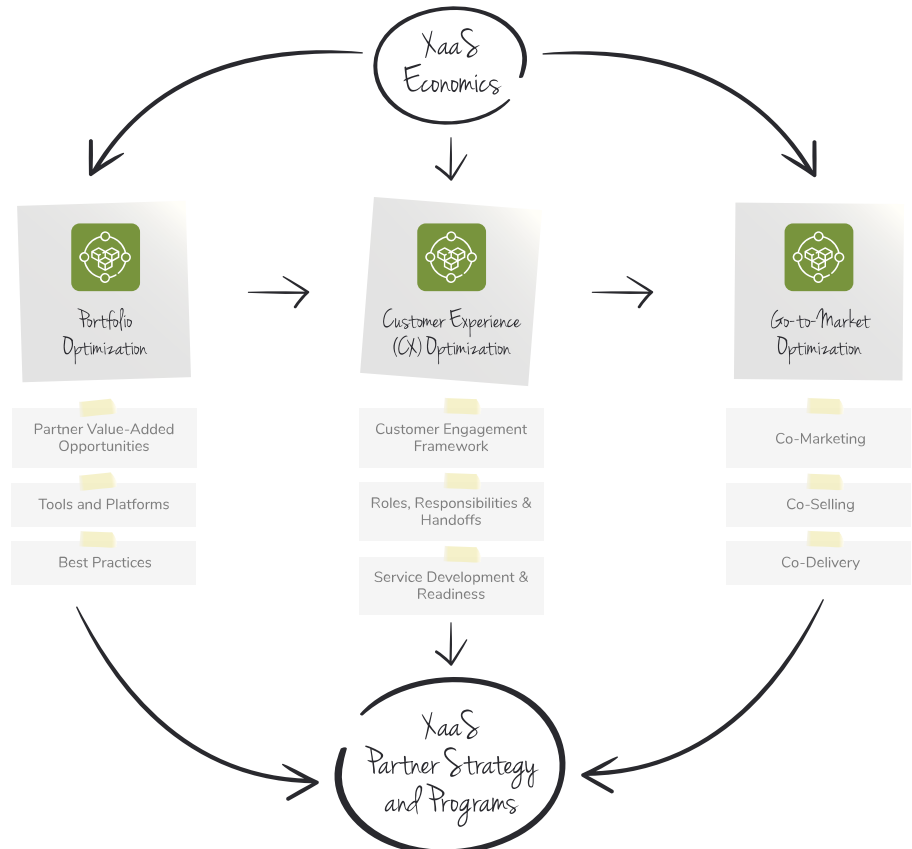 XaaS
Economics
Portfolio
Optimization
Customer Experience
(CX) Optimization
Go-to-Market
Optimization
Partner Value-Added
Opportunities
Tools and Platforms
Best Practices
Customer Engagement
Framework
Roles, Responsibilities &
Handoffs
Service Development &
Readiness
Co-Marketing
Co-Selling
Co-Delivery
XaaS
Partner Strategy
and Programs